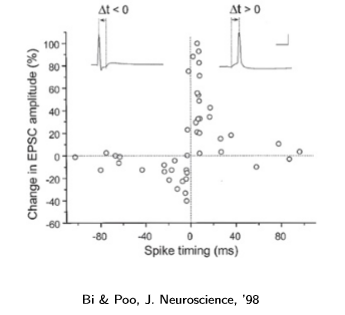 Δt < 0
Δt > 0
Change in EPSC amplitude (%)
100
80
60
40
20
0
-20
-40
-60
-80
-40
0
40
80
Spike timing (ms)
Bi & Poo, J. Neuroscience, '98